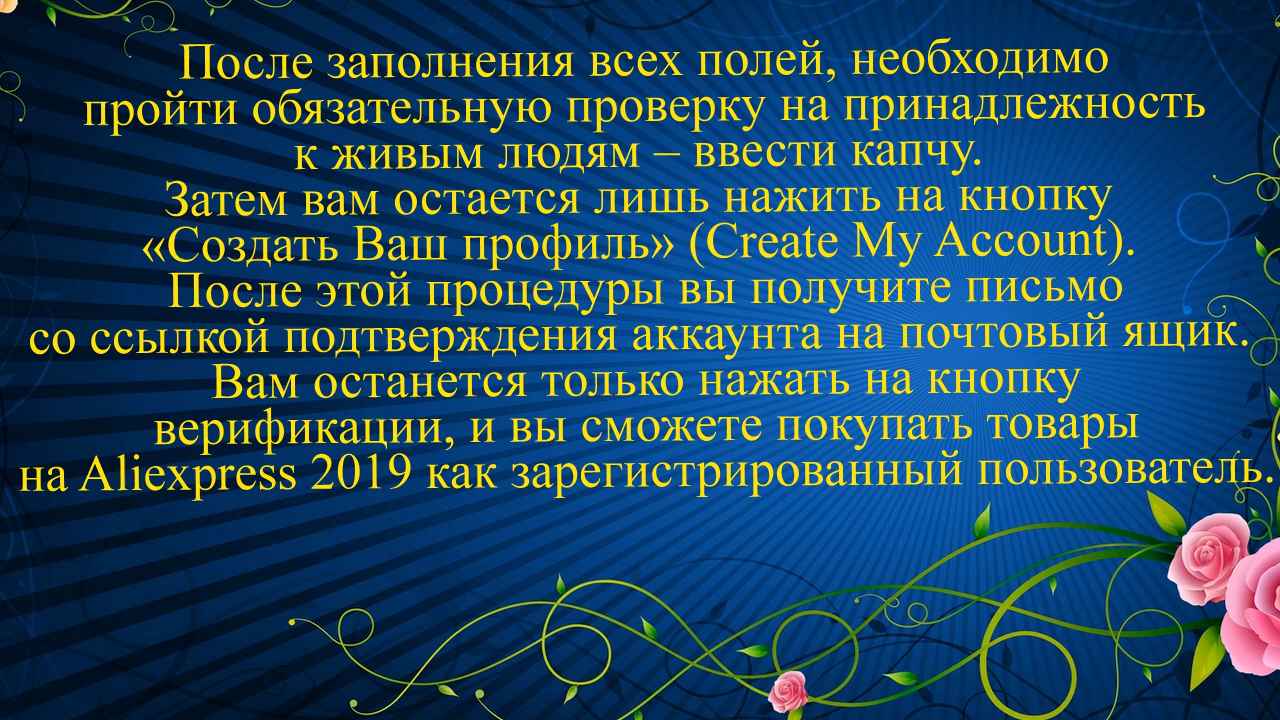 После заполнения всех полей, необходимо
пройти обязательную проверку на принадлежность
к живым людям – ввести капчу.
Затем вам остается лишь нажить на кнопку
«Создать Ваш профиль» (Create My Account).
После этой процедуры вы получите письмо
со ссылкой подтверждения аккаунта на почтовый ящик.
Вам останется только нажать на кнопку
верификации, и вы сможете покупать товары
на Aliexpress 2019 как зарегистрированный пользователь.